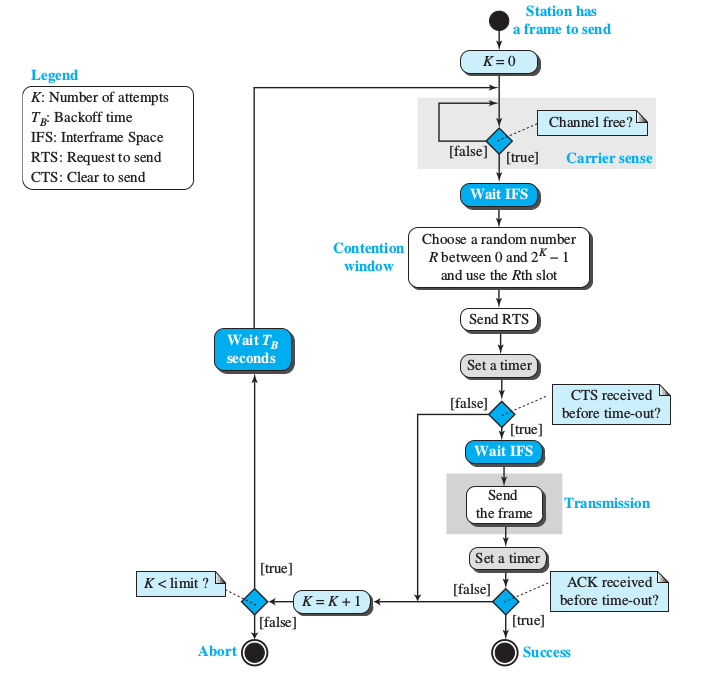 Station has
a frame to send
K = 0
Legend
K: Number of attempts
T_B: Backoff time
IFS: Interframe Space
RTS: Request to send
CTS: Clear to send
Channel free?
[false]
[true]
Carrier sense
Wait IFS
Contention
window
Choose a random number
R between 0 and 2^K – 1
and use the Rth slot
Send RTS
Wait T_B
seconds
Set a timer
[false]
CTS received
before time-out?
[true]
Wait IFS
Send
the frame
Transmission
Set a timer
[true]
K < limit ?
K = K + 1
[false]
ACK received
before time-out?
[false]
[true]
Abort
Success